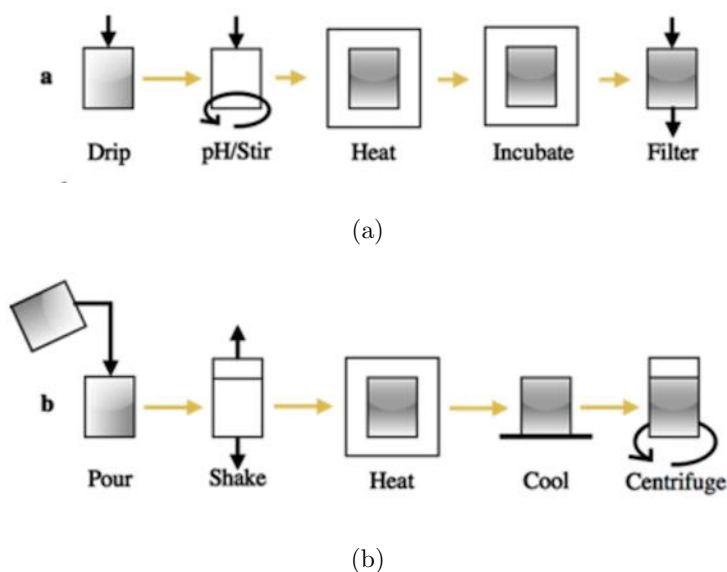 a
Drip pH/Stir Heat Incubate Filter
(a)
b
Pour Shake Heat Cool Centrifuge
(b)